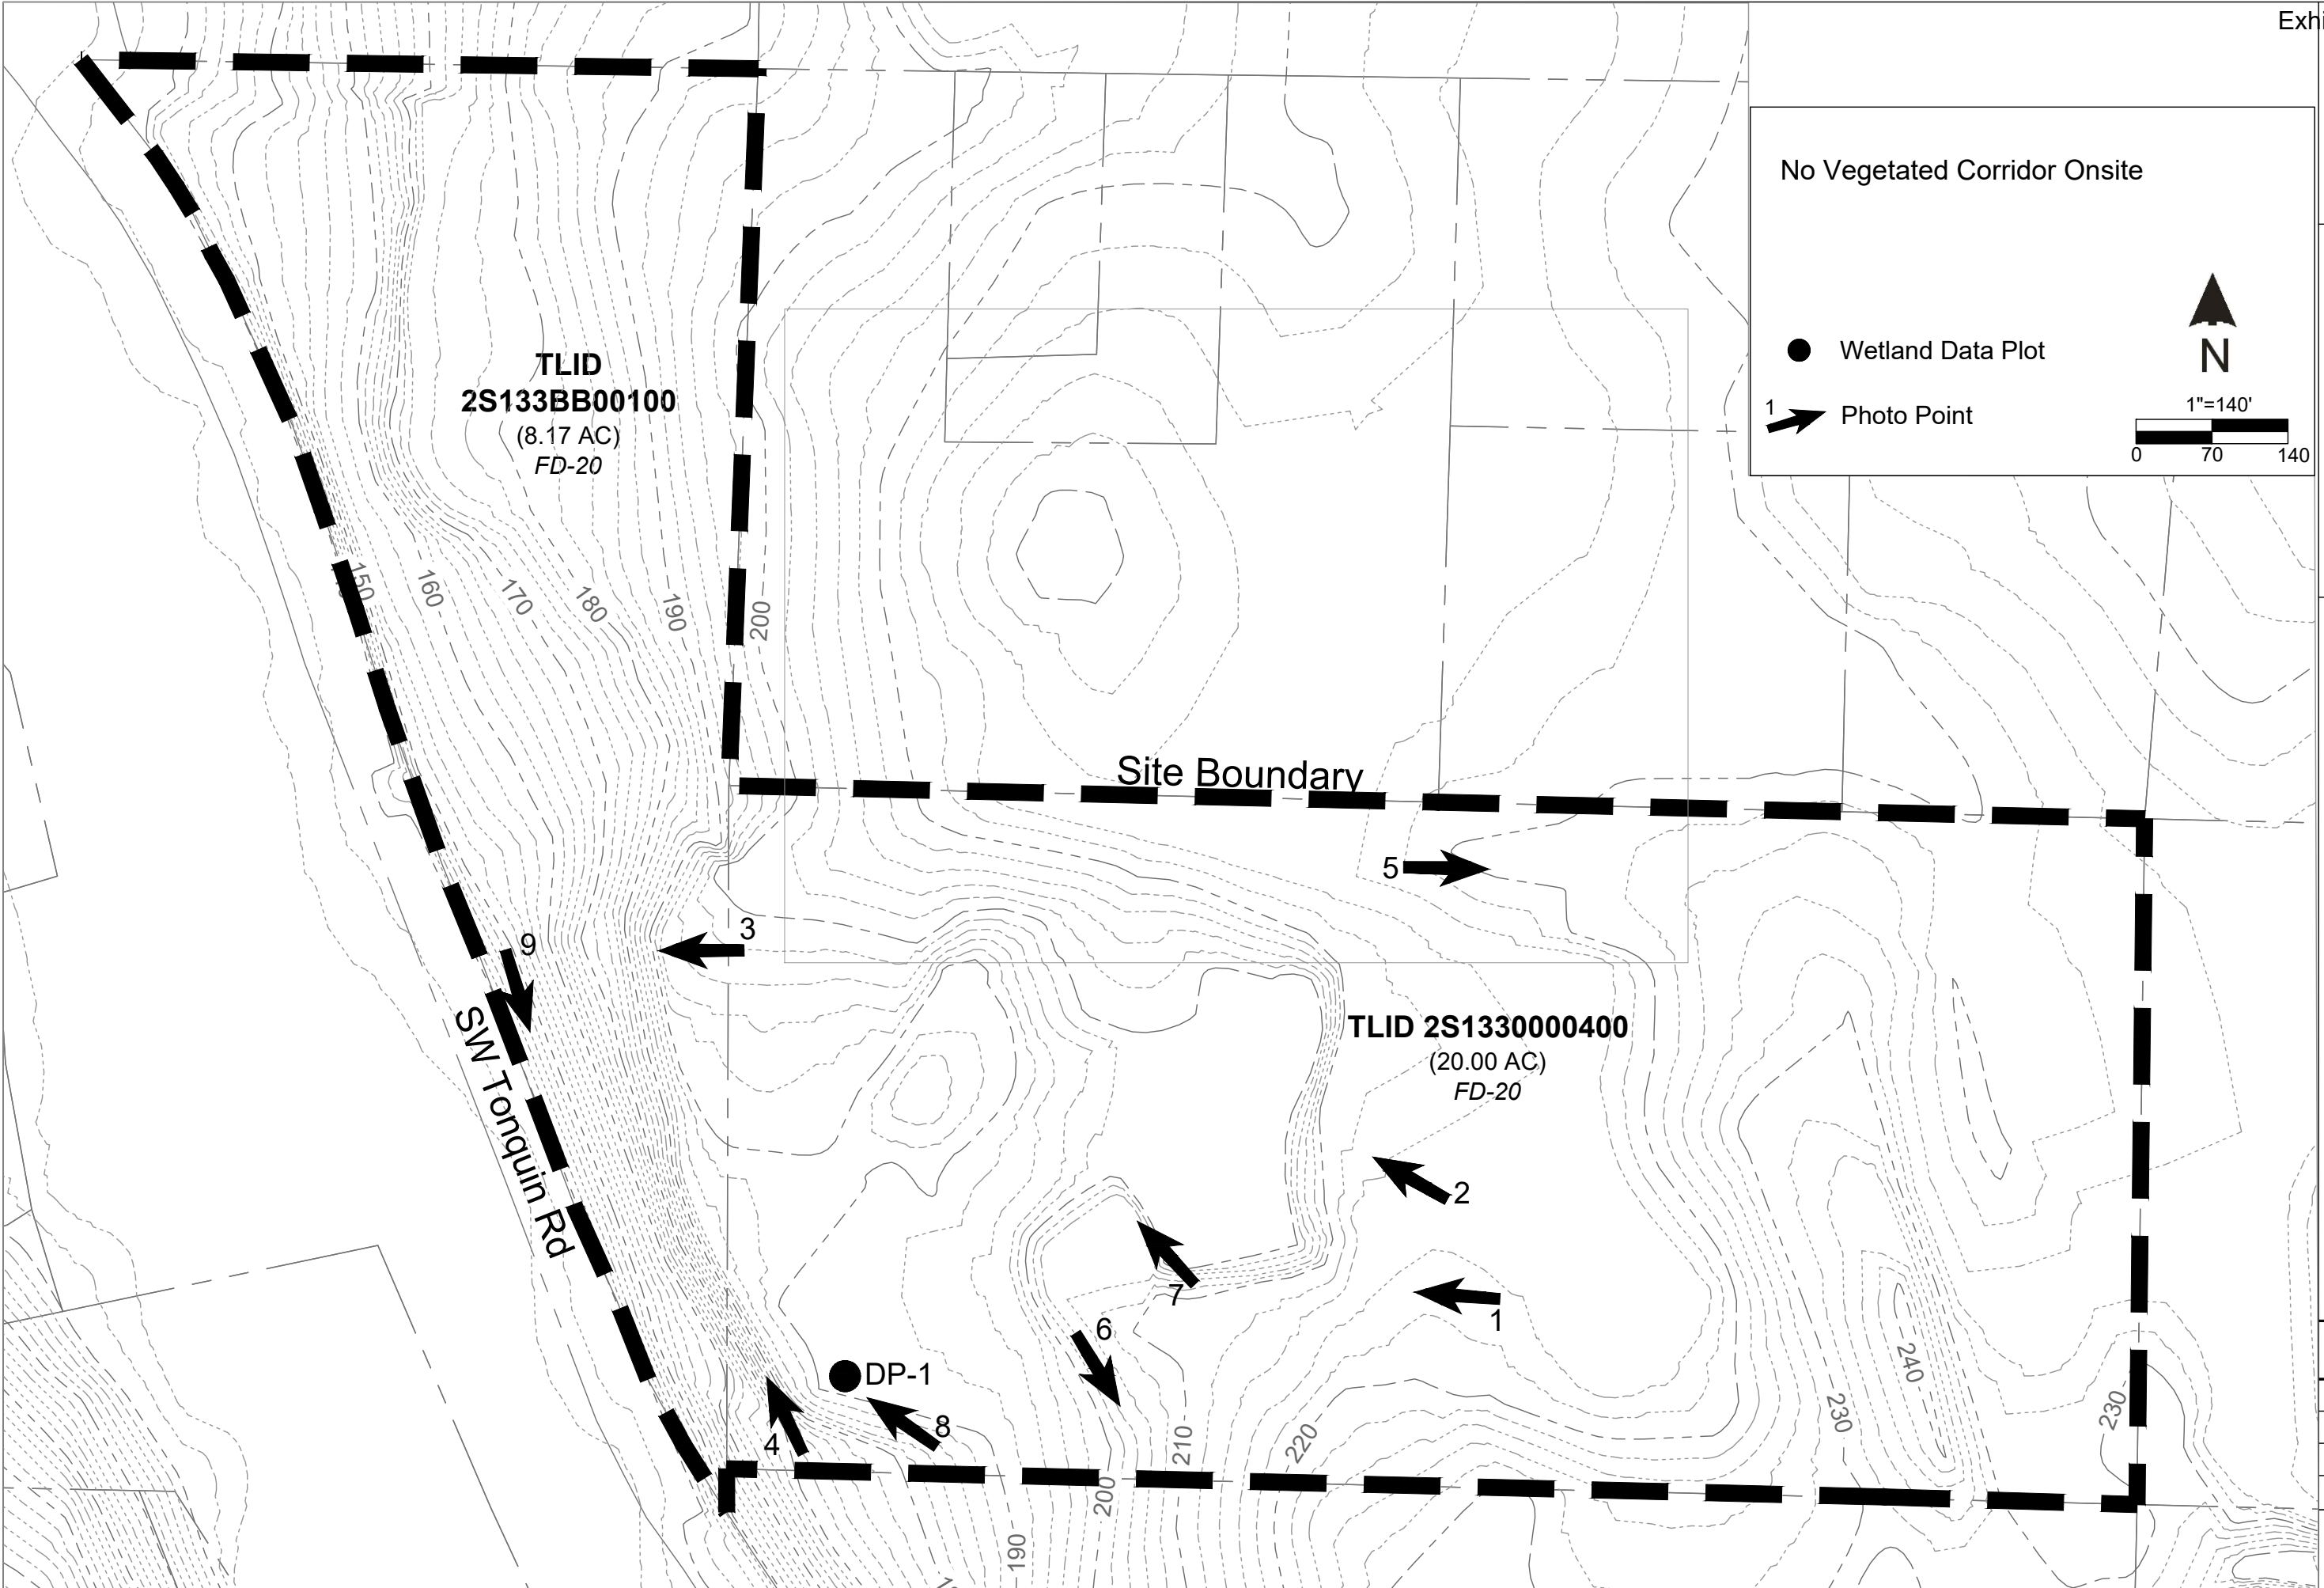 Exhi
No Vegetated Corridor Onsite
Wetland Data Plot
N
1 Photo Point
1"=140'
0 70 140
TLID
2S133BB00100
(8.17 AC)
FD-20
150
160
170
180
190
200
Site Boundary
5
3
9
SW Tonquin Rd
TLID 2S1330000400
(20.00 AC)
FD-20
2
7
1
6
DP-1
4
8
240
230
230
220
210
200
190